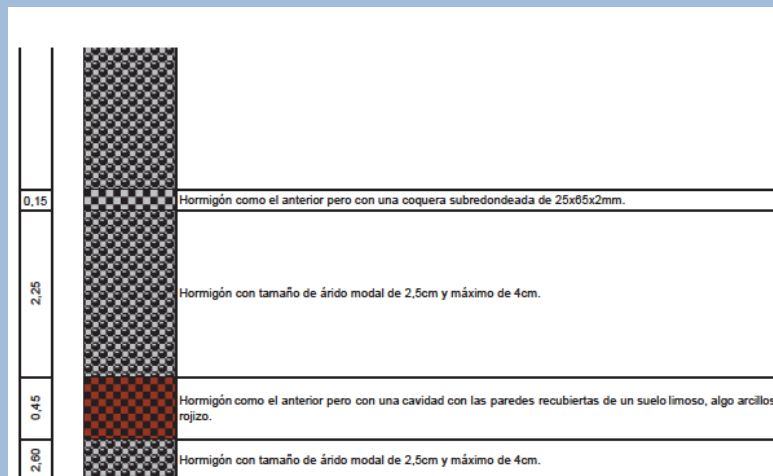 0,15
Hormigón como el anterior pero con una coquera subredondeada de 25x65x2mm.
2,25
Hormigón con tamaño de árido modal de 2,5cm y máximo de 4cm.
0,45
Hormigón como el anterior pero con una cavidad con las paredes recubiertas de un suelo limoso, algo arcillos
rojizo.
2,60
Hormigón con tamaño de árido modal de 2,5cm y máximo de 4cm.